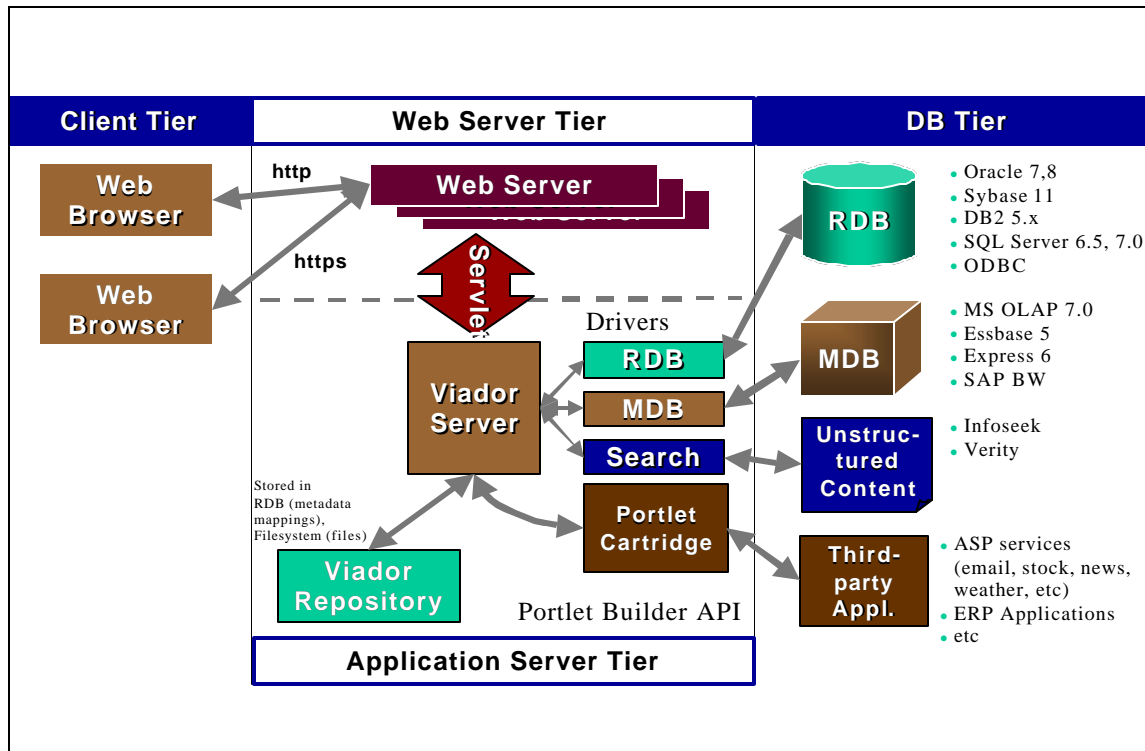 Client Tier
Web Server Tier
DB Tier
Web
Browser
http
Web Server
Web Server
https
Web
Browser
Servlet
RDB
Oracle 7,8
Sybase 11
DB2 5.x
SQL Server 6.5, 7.0
ODBC
Drivers
RDB
MDB
Search
Viador
Server
MDB
MS OLAP 7.0
Essbase 5
Express 6
SAP BW
Unstruc-
tured
Content
Infoseek
Verity
Stored in
RDB (metadata
mappings),
Filesystem (files)
Portlet
Cartridge
Viador
Repository
Portlet Builder API
Third-
party
Appl.
ASP services
(email, stock, news,
weather, etc)
ERP Applications
etc
Application Server Tier